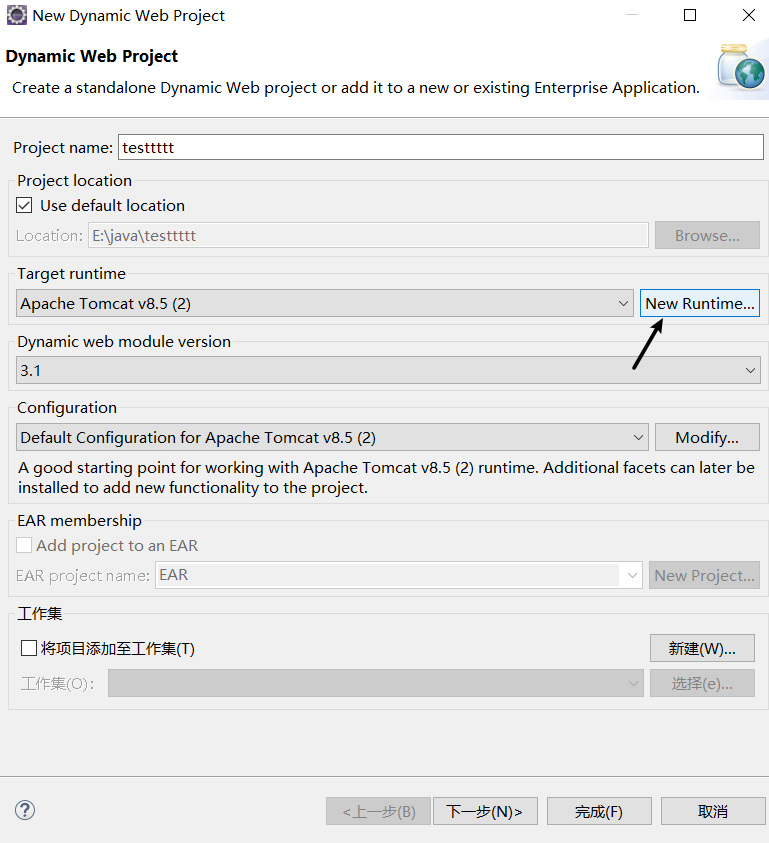 New Dynamic Web Project
Dynamic Web Project
Create a standalone Dynamic Web project or add it to a new or existing Enterprise Application.
Project name: testtttt
Project location
Use default location
Location: E:\java\testtttt Browse...
Target runtime
Apache Tomcat v8.5 (2) New Runtime...
Dynamic web module version
3.1
Configuration
Default Configuration for Apache Tomcat v8.5 (2) Modify...
A good starting point for working with Apache Tomcat v8.5 (2) runtime. Additional facets can later be
installed to add new functionality to the project.
EAR membership
Add project to an EAR
EAR project name: EAR New Project...
工作集
将项目添加至工作集(T) 新建(W)...
工作集(O): 选择(e)...
? <上一步(B) 下一步(N)> 完成(F) 取消